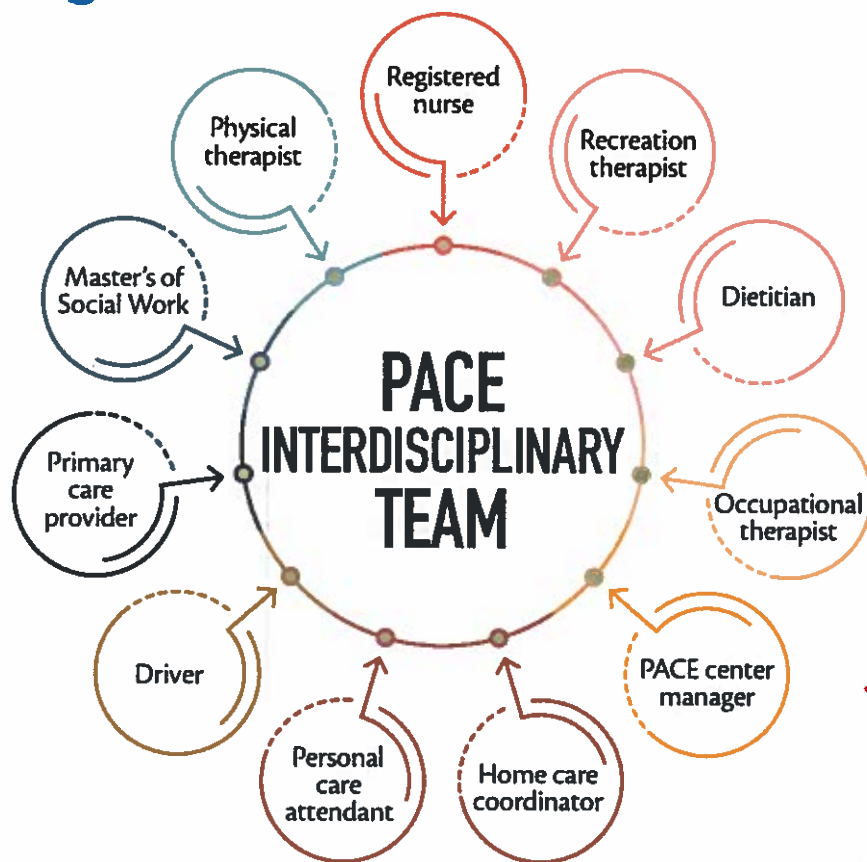 Registered
nurse
Recreation
therapist
Dietitian
Occupational
therapist
PACE center
manager
Home care
coordinator
Personal
care
attendant
Driver
Primary
care
provider
Master's of
Social Work
Physical
therapist
PACE
INTERDISCIPLINARY
TEAM